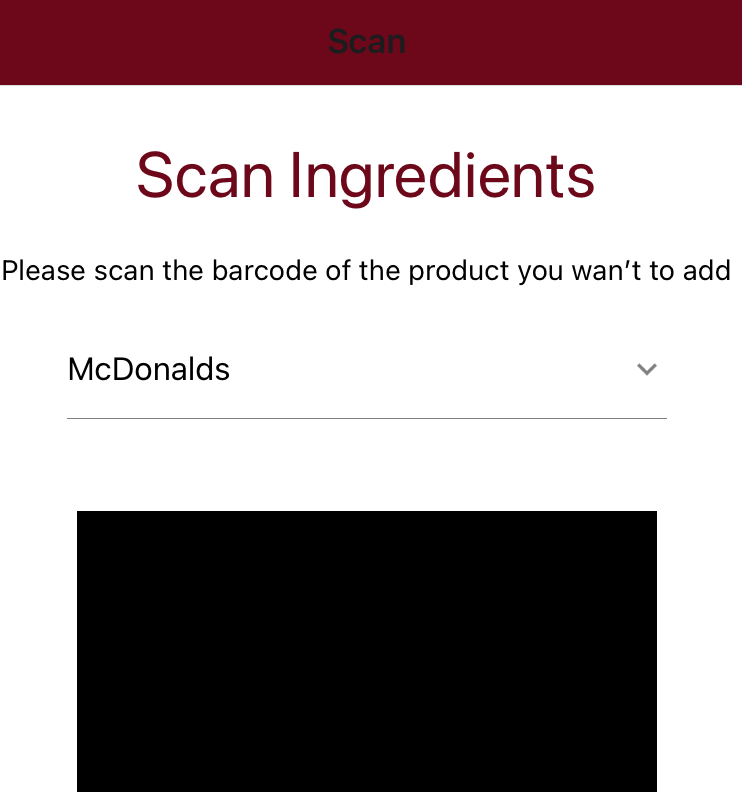 Scan
Scan Ingredients
Please scan the barcode of the product you wan’t to add
McDonalds